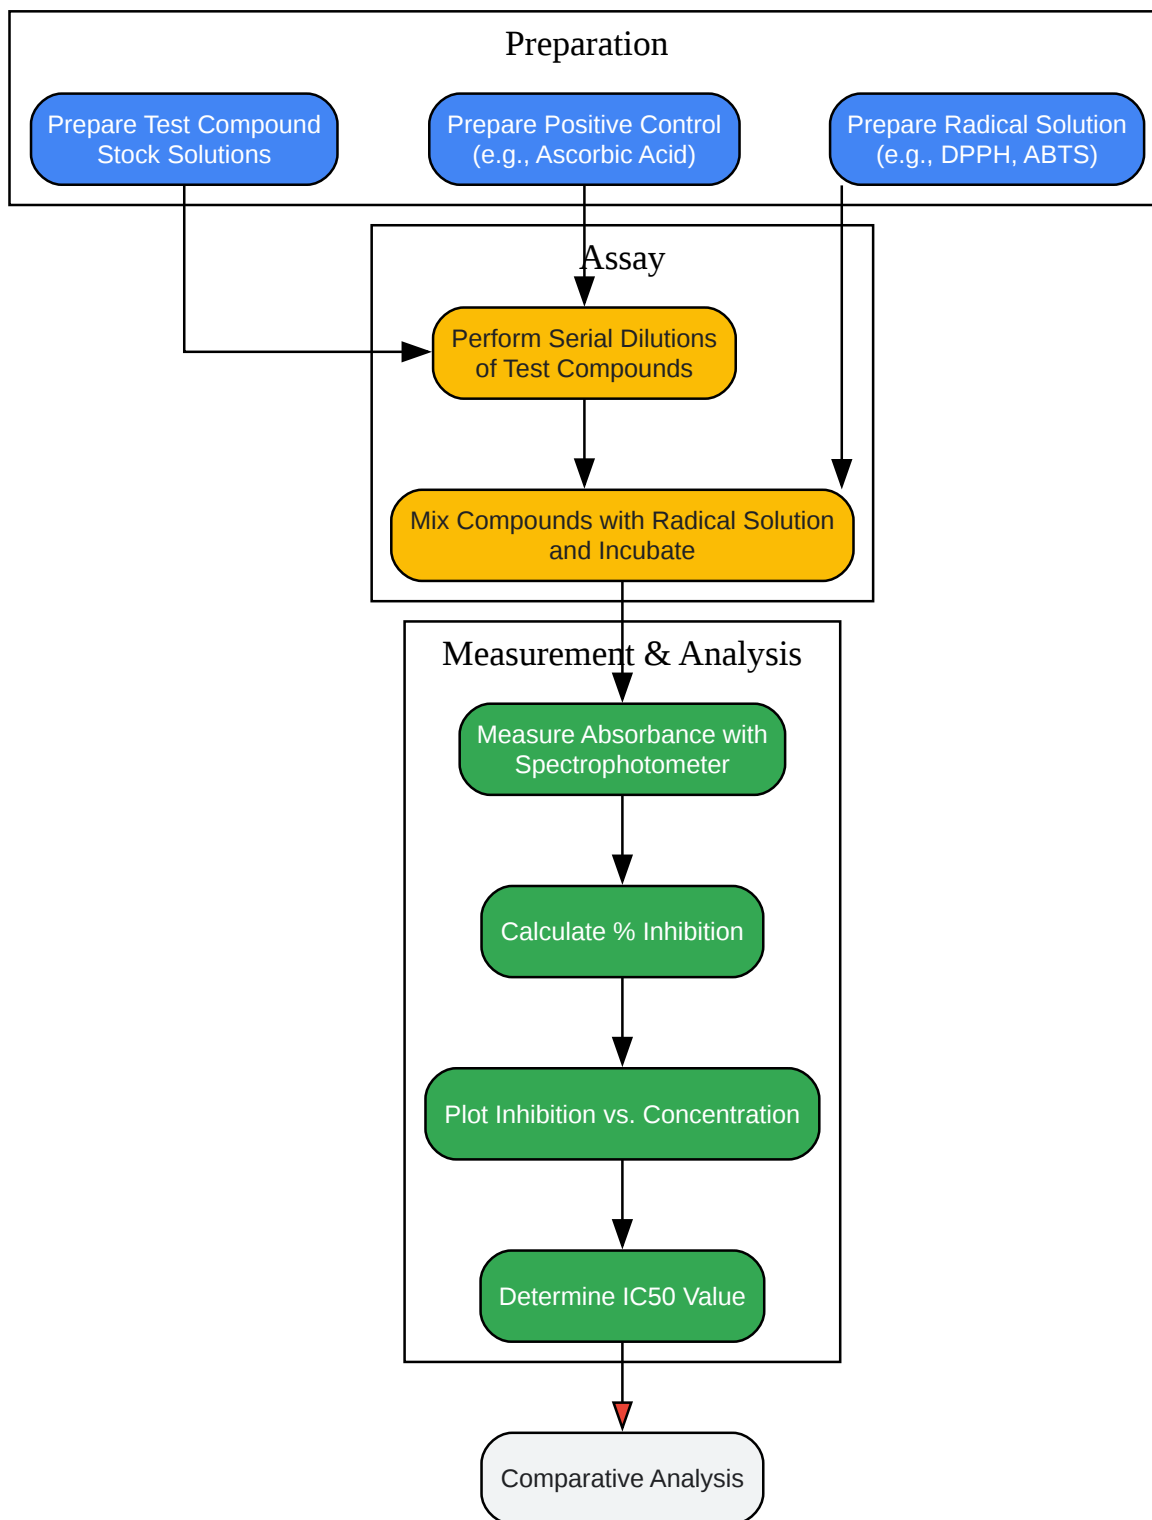 Preparation
Prepare Test Compound
Stock Solutions
Prepare Positive Control
(e.g., Ascorbic Acid)
Prepare Radical Solution
(e.g., DPPH, ABTS)
Assay
Perform Serial Dilutions
of Test Compounds
Mix Compounds with Radical Solution
and Incubate
Measurement & Analysis
Measure Absorbance with
Spectrophotometer
Calculate % Inhibition
Plot Inhibition vs. Concentration
Determine IC50 Value
Comparative Analysis